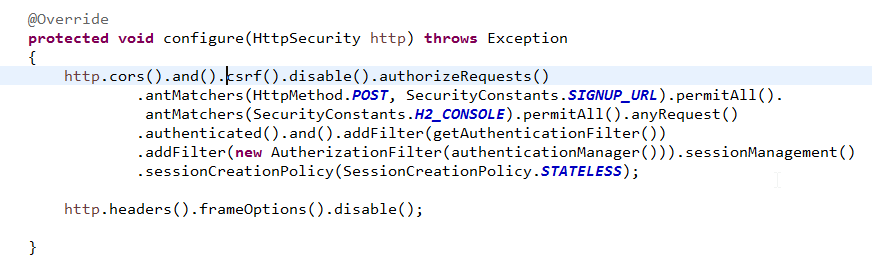 @Override
protected void configure(HttpSecurity http) throws Exception
{
http.cors().and().csrf().disable().authorizeRequests()
.antMatchers(HttpMethod.POST, SecurityConstants.SIGNUP_URL).permitAll().
antMatchers(SecurityConstants.H2_CONSOLE).permitAll().anyRequest()
.authenticated().and().addFilter(getAuthenticationFilter())
.addFilter(new AutherizationFilter(authenticationManager())).sessionManagement()
.sessionCreationPolicy(SessionCreationPolicy.STATELESS);
http.headers().frameOptions().disable();
}